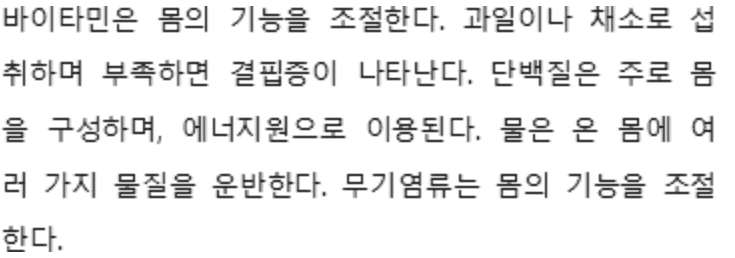 바이타민은 몸의 기능을 조절한다. 과일이나 채소로 섭
취하며 부족하면 결핍증이 나타난다. 단백질은 주로 몸
을 구성하며, 에너지원으로 이용된다. 물은 온 몸에 여
러 가지 물질을 운반한다. 무기염류는 몸의 기능을 조절
한다.